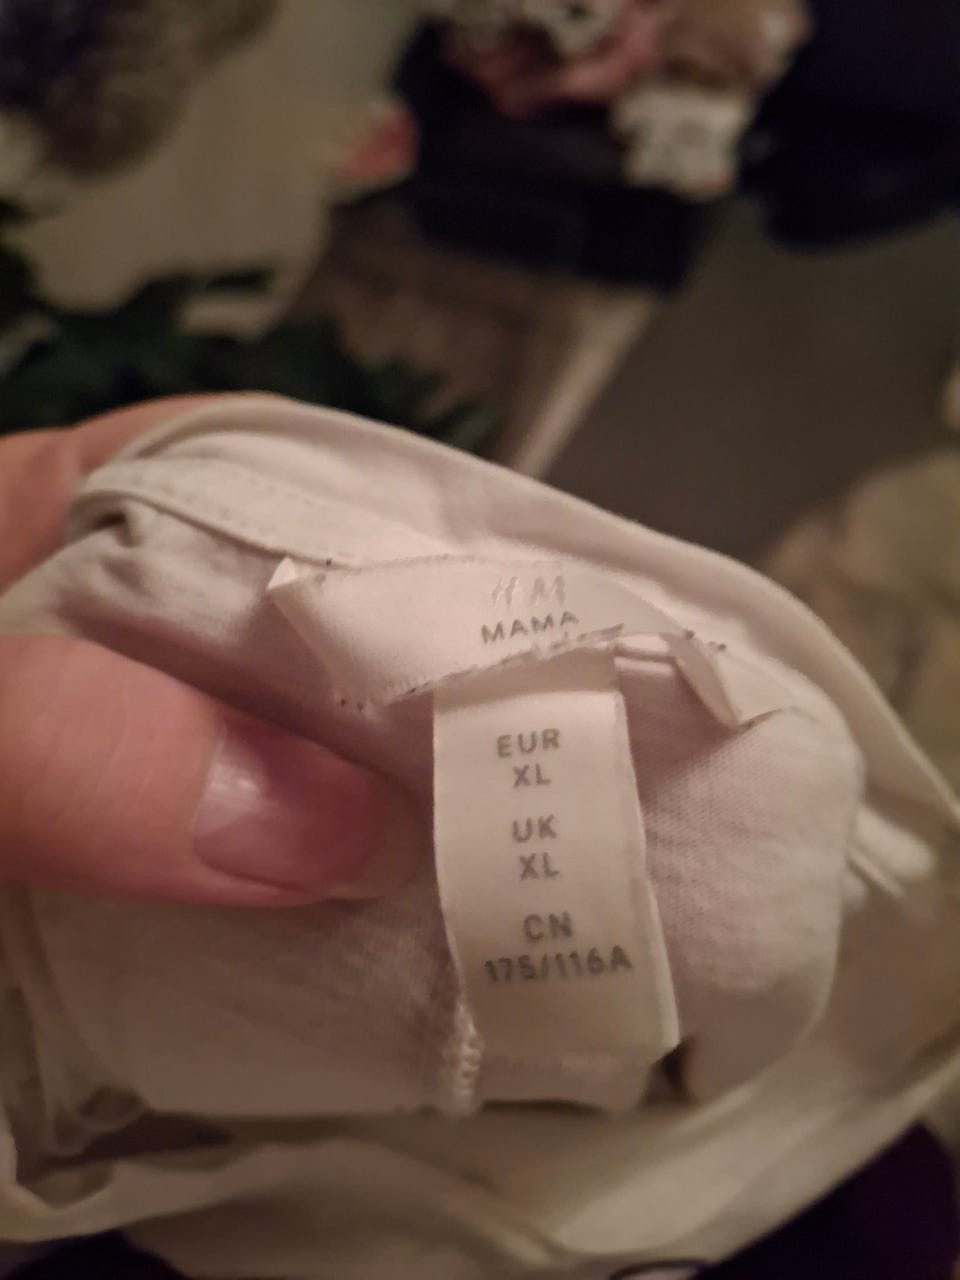 H M
MAMA
EUR
XL
UK
XL
CN
175/116A